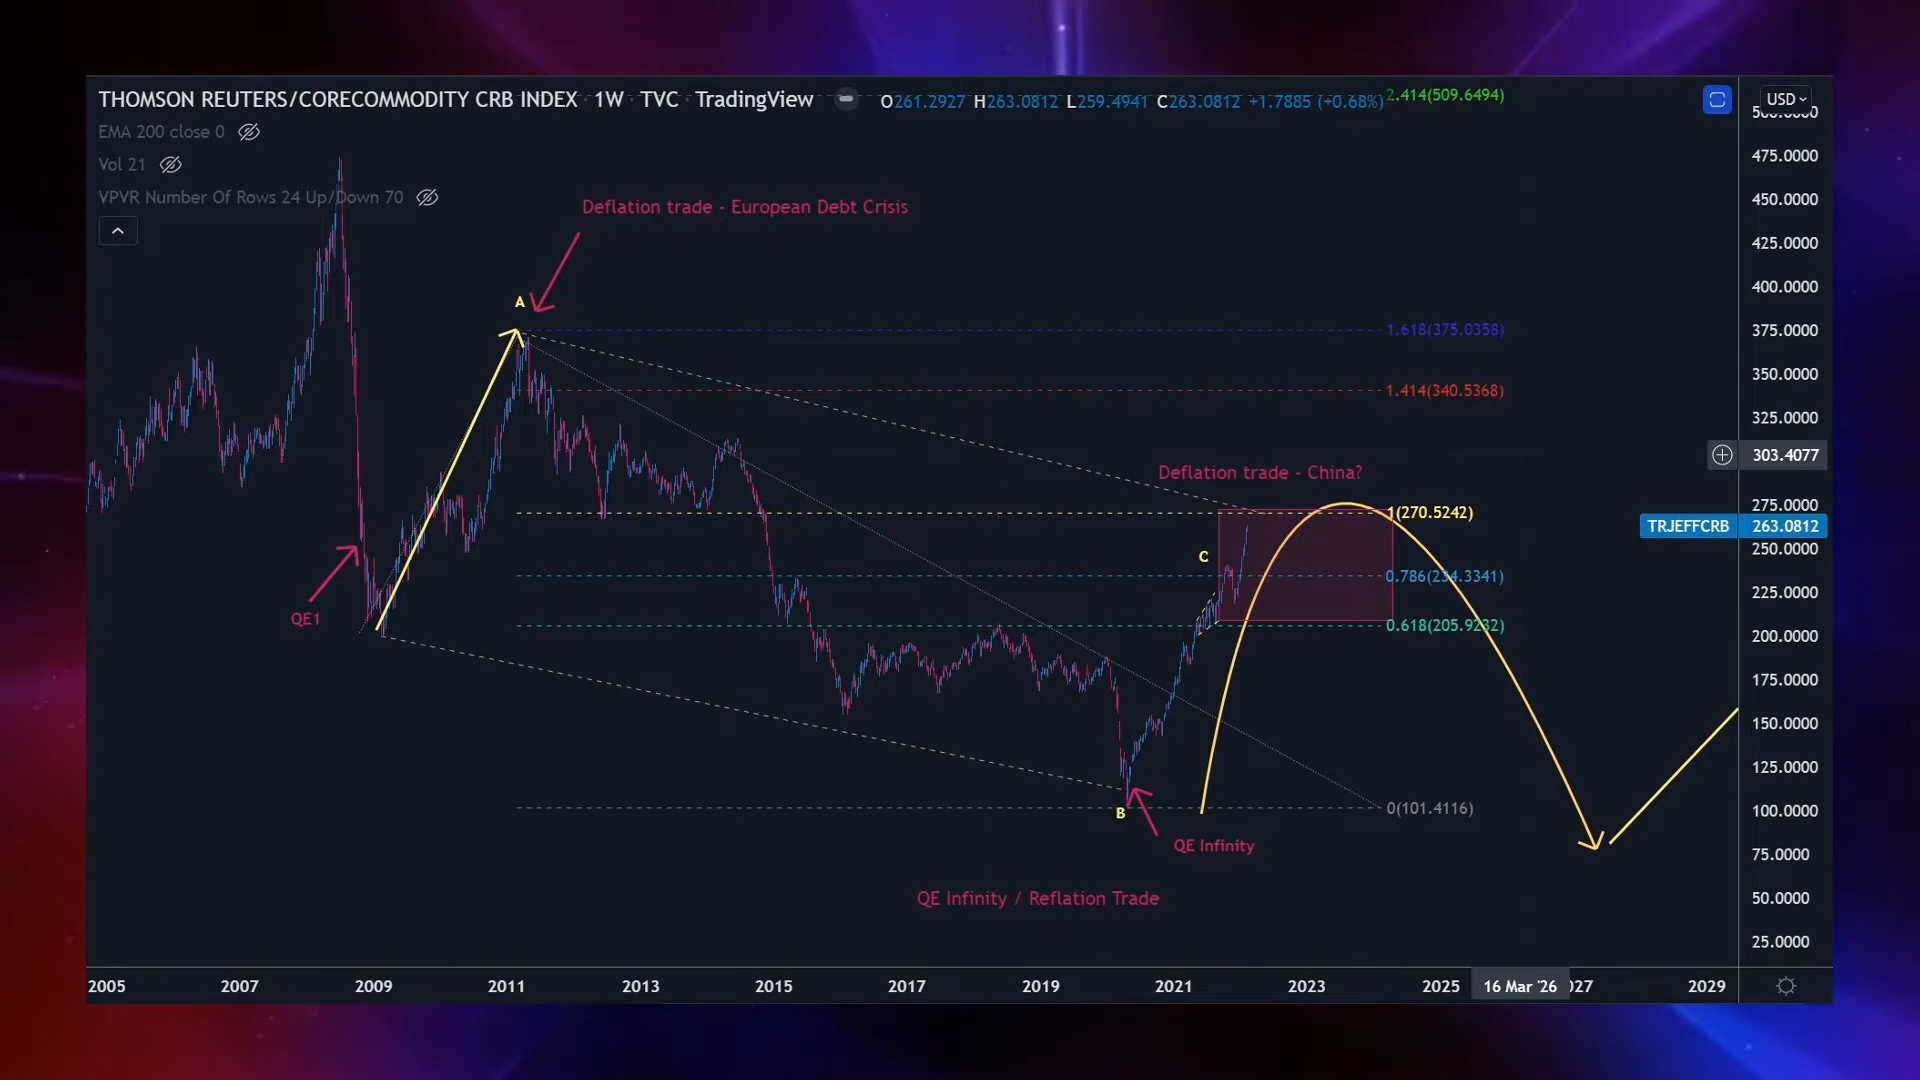 THOMSON REUTERS/CORECOMMODITY CRB INDEX · 1W · TVC · TradingView O261.2927 H263.0812 L259.4941 C263.0812 +1.7885 (+0.68%) 2.414(509.6494)
USD
EMA 200 close 0
Vol 21
VPVR Number Of Rows 24 Up/Down 70
Deflation trade - European Debt Crisis
A
1.618(375.0358)
1.414(340.5368)
Deflation trade - China?
1(270.5242)
C
0.786(234.3341)
QE1
0.618(205.9232)
0(101.4116)
B
QE Infinity
QE Infinity / Reflation Trade
475.0000
450.0000
425.0000
400.0000
375.0000
350.0000
325.0000
303.4077
275.0000
TRJEFFCRB 263.0812
250.0000
225.0000
200.0000
175.0000
150.0000
125.0000
100.0000
75.0000
50.0000
25.0000
2005 2007 2009 2011 2013 2015 2017 2019 2021 2023 2025 16 Mar '26 027 2029